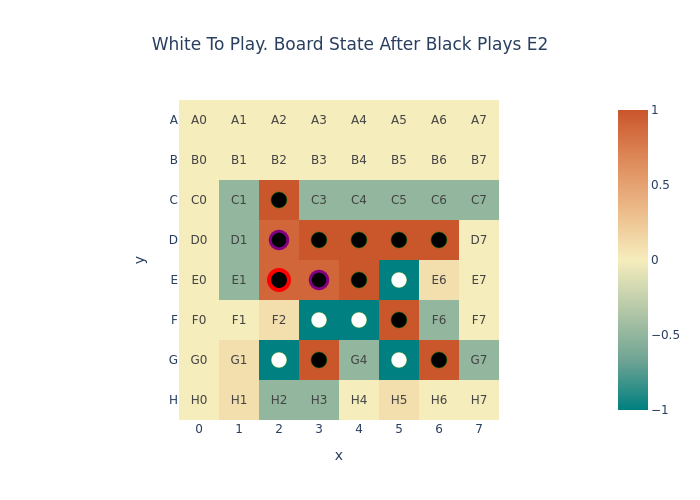 White To Play. Board State After Black Plays E2
A A0 A1 A2 A3 A4 A5 A6 A7
B B0 B1 B2 B3 B4 B5 B6 B7
C C0 C1 C3 C4 C5 C6 C7
D D0 D1 D7
E E0 E1 E6 E7
F F0 F1 F2 F6 F7
G G0 G1 G4 G7
H H0 H1 H2 H3 H4 H5 H6 H7
0 1 2 3 4 5 6 7
x
y
1
0.5
0
−0.5
−1